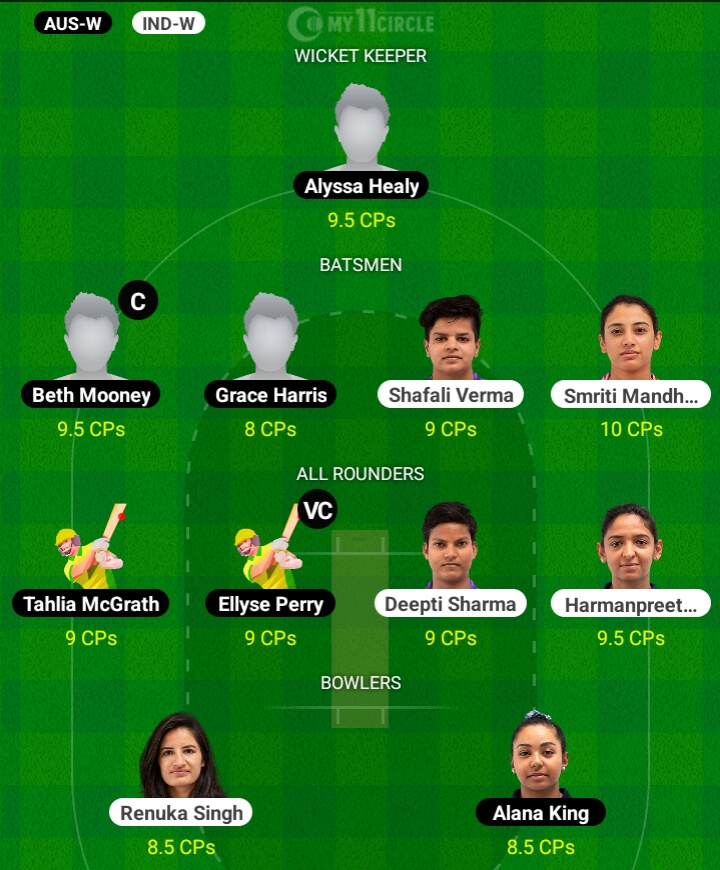 AUS-W IND-W MY11CIRCLE
WICKET KEEPER
Alyssa Healy
9.5 CPs
BATSMEN
C
Beth Mooney Grace Harris Shafali Verma Smriti Mandh...
9.5 CPs 8 CPs 9 CPs 10 CPs
ALL ROUNDERS
VC
Tahlia McGrath Ellyse Perry Deepti Sharma Harmanpreet...
9 CPs 9 CPs 9 CPs 9.5 CPs
BOWLERS
Renuka Singh Alana King
8.5 CPs 8.5 CPs